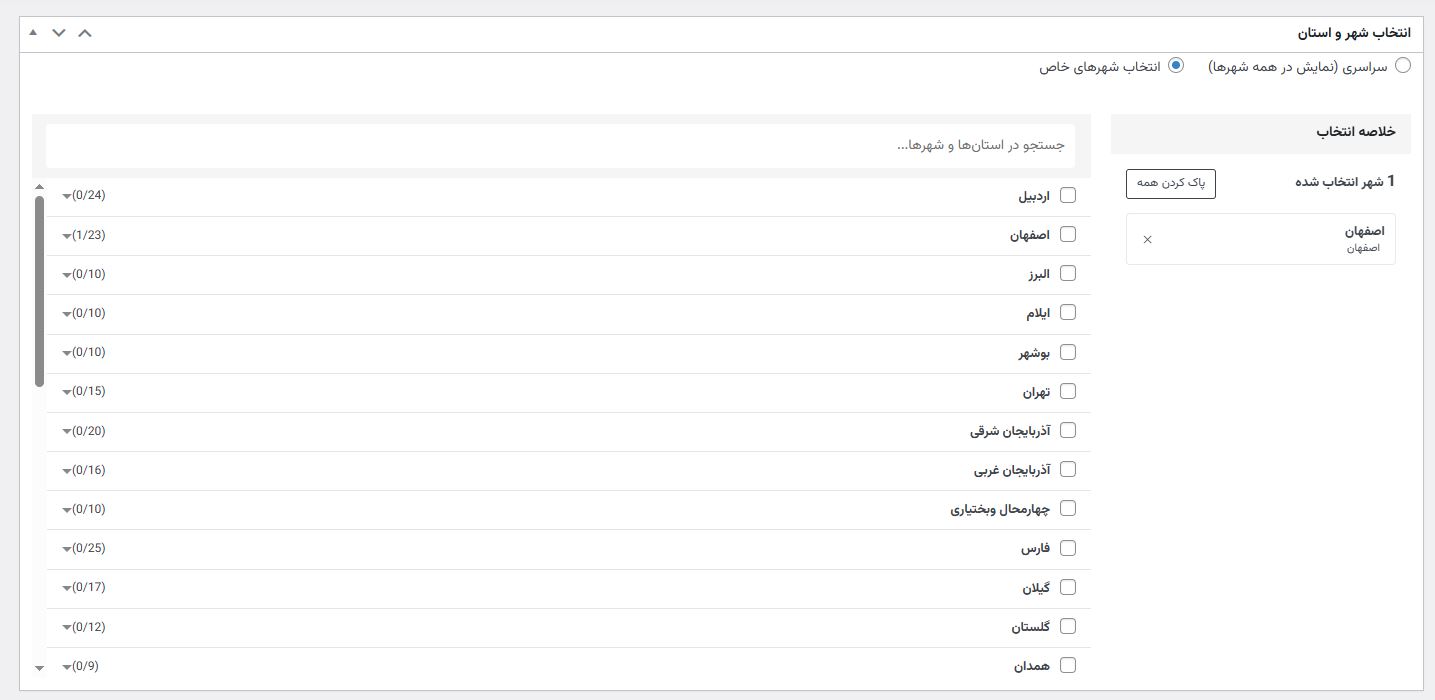 انتخاب شهر و استان
سراسری (نمایش در همه شهرها) انتخاب شهرهای خاص
خلاصه انتخاب
1 شهر انتخاب شده پاک کردن همه
اصفهان
اصفهان
جستجو در استان‌ها و شهرها...
اردبیل (0/24)
اصفهان (1/23)
البرز (0/10)
ایلام (0/10)
بوشهر (0/10)
تهران (0/15)
آذربایجان شرقی (0/20)
آذربایجان غربی (0/16)
چهارمحال وبختیاری (0/10)
فارس (0/25)
گیلان (0/17)
گلستان (0/12)
همدان (0/9)